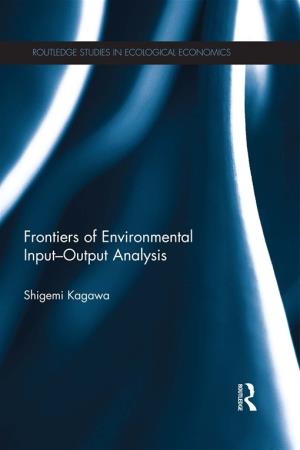 ROUTLEDGE STUDIES IN ECOLOGICAL ECONOMICS
Frontiers of Environmental
Input–Output Analysis
Shigemi Kagawa
ROUTLEDGE